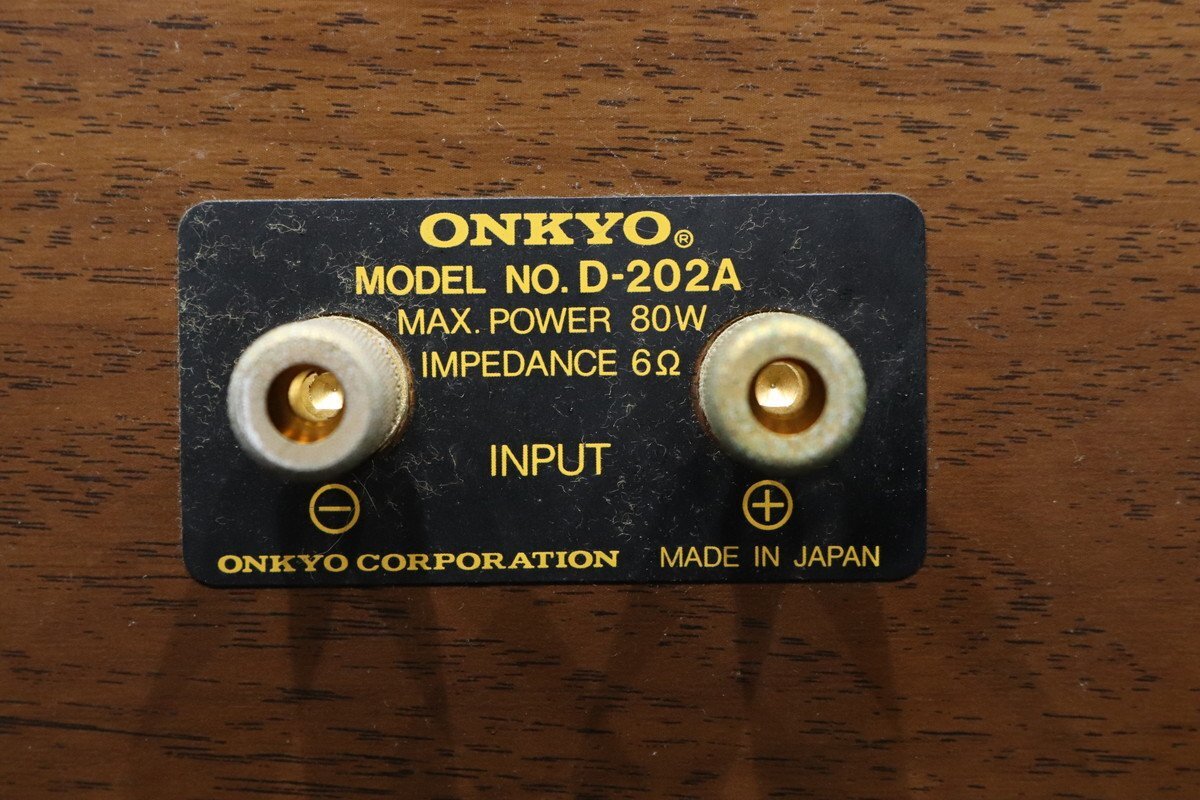 ONKYO®
MODEL NO. D-202A
MAX. POWER 80W
IMPEDANCE 6Ω
INPUT
⊖ ⊕
ONKYO CORPORATION MADE IN JAPAN